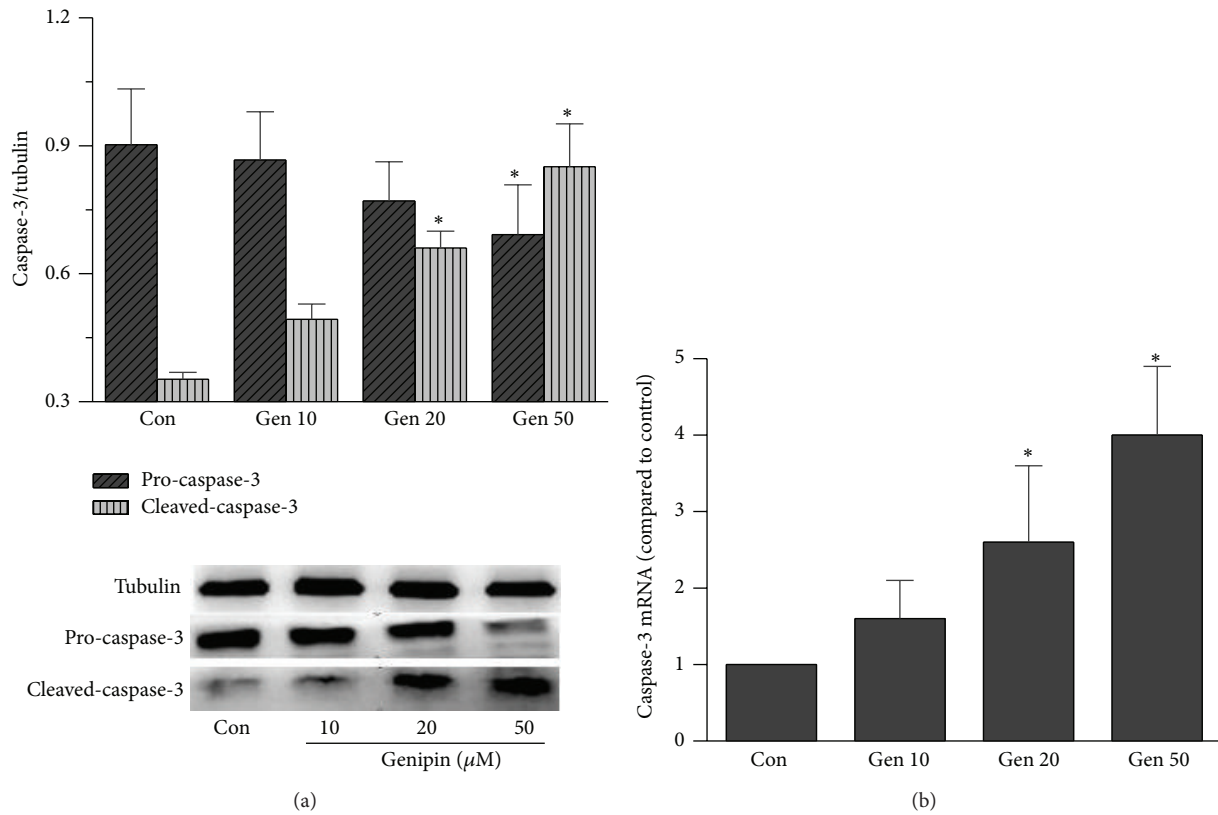 1.2
0.9
0.6
0.3
Caspase-3/tubulin
*
*
*
Con
Gen 10
Gen 20
Gen 50
Pro-caspase-3
Cleaved-caspase-3
Tubulin
Pro-caspase-3
Cleaved-caspase-3
Con
10
20
50
Genipin (μM)
(a)
5
4
3
2
1
0
Caspase-3 mRNA (compared to control)
*
*
Con
Gen 10
Gen 20
Gen 50
(b)